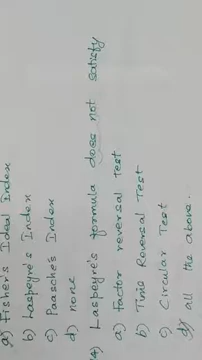 a) Fisher's Ideal Index
b) Laspeyre's Index
c) Paasche's Index
d) none
4) Laspeyre's formula does not satisfy
a) factor reversal test
b) Time Reversal Test
c) Circular Test
d) all the above.